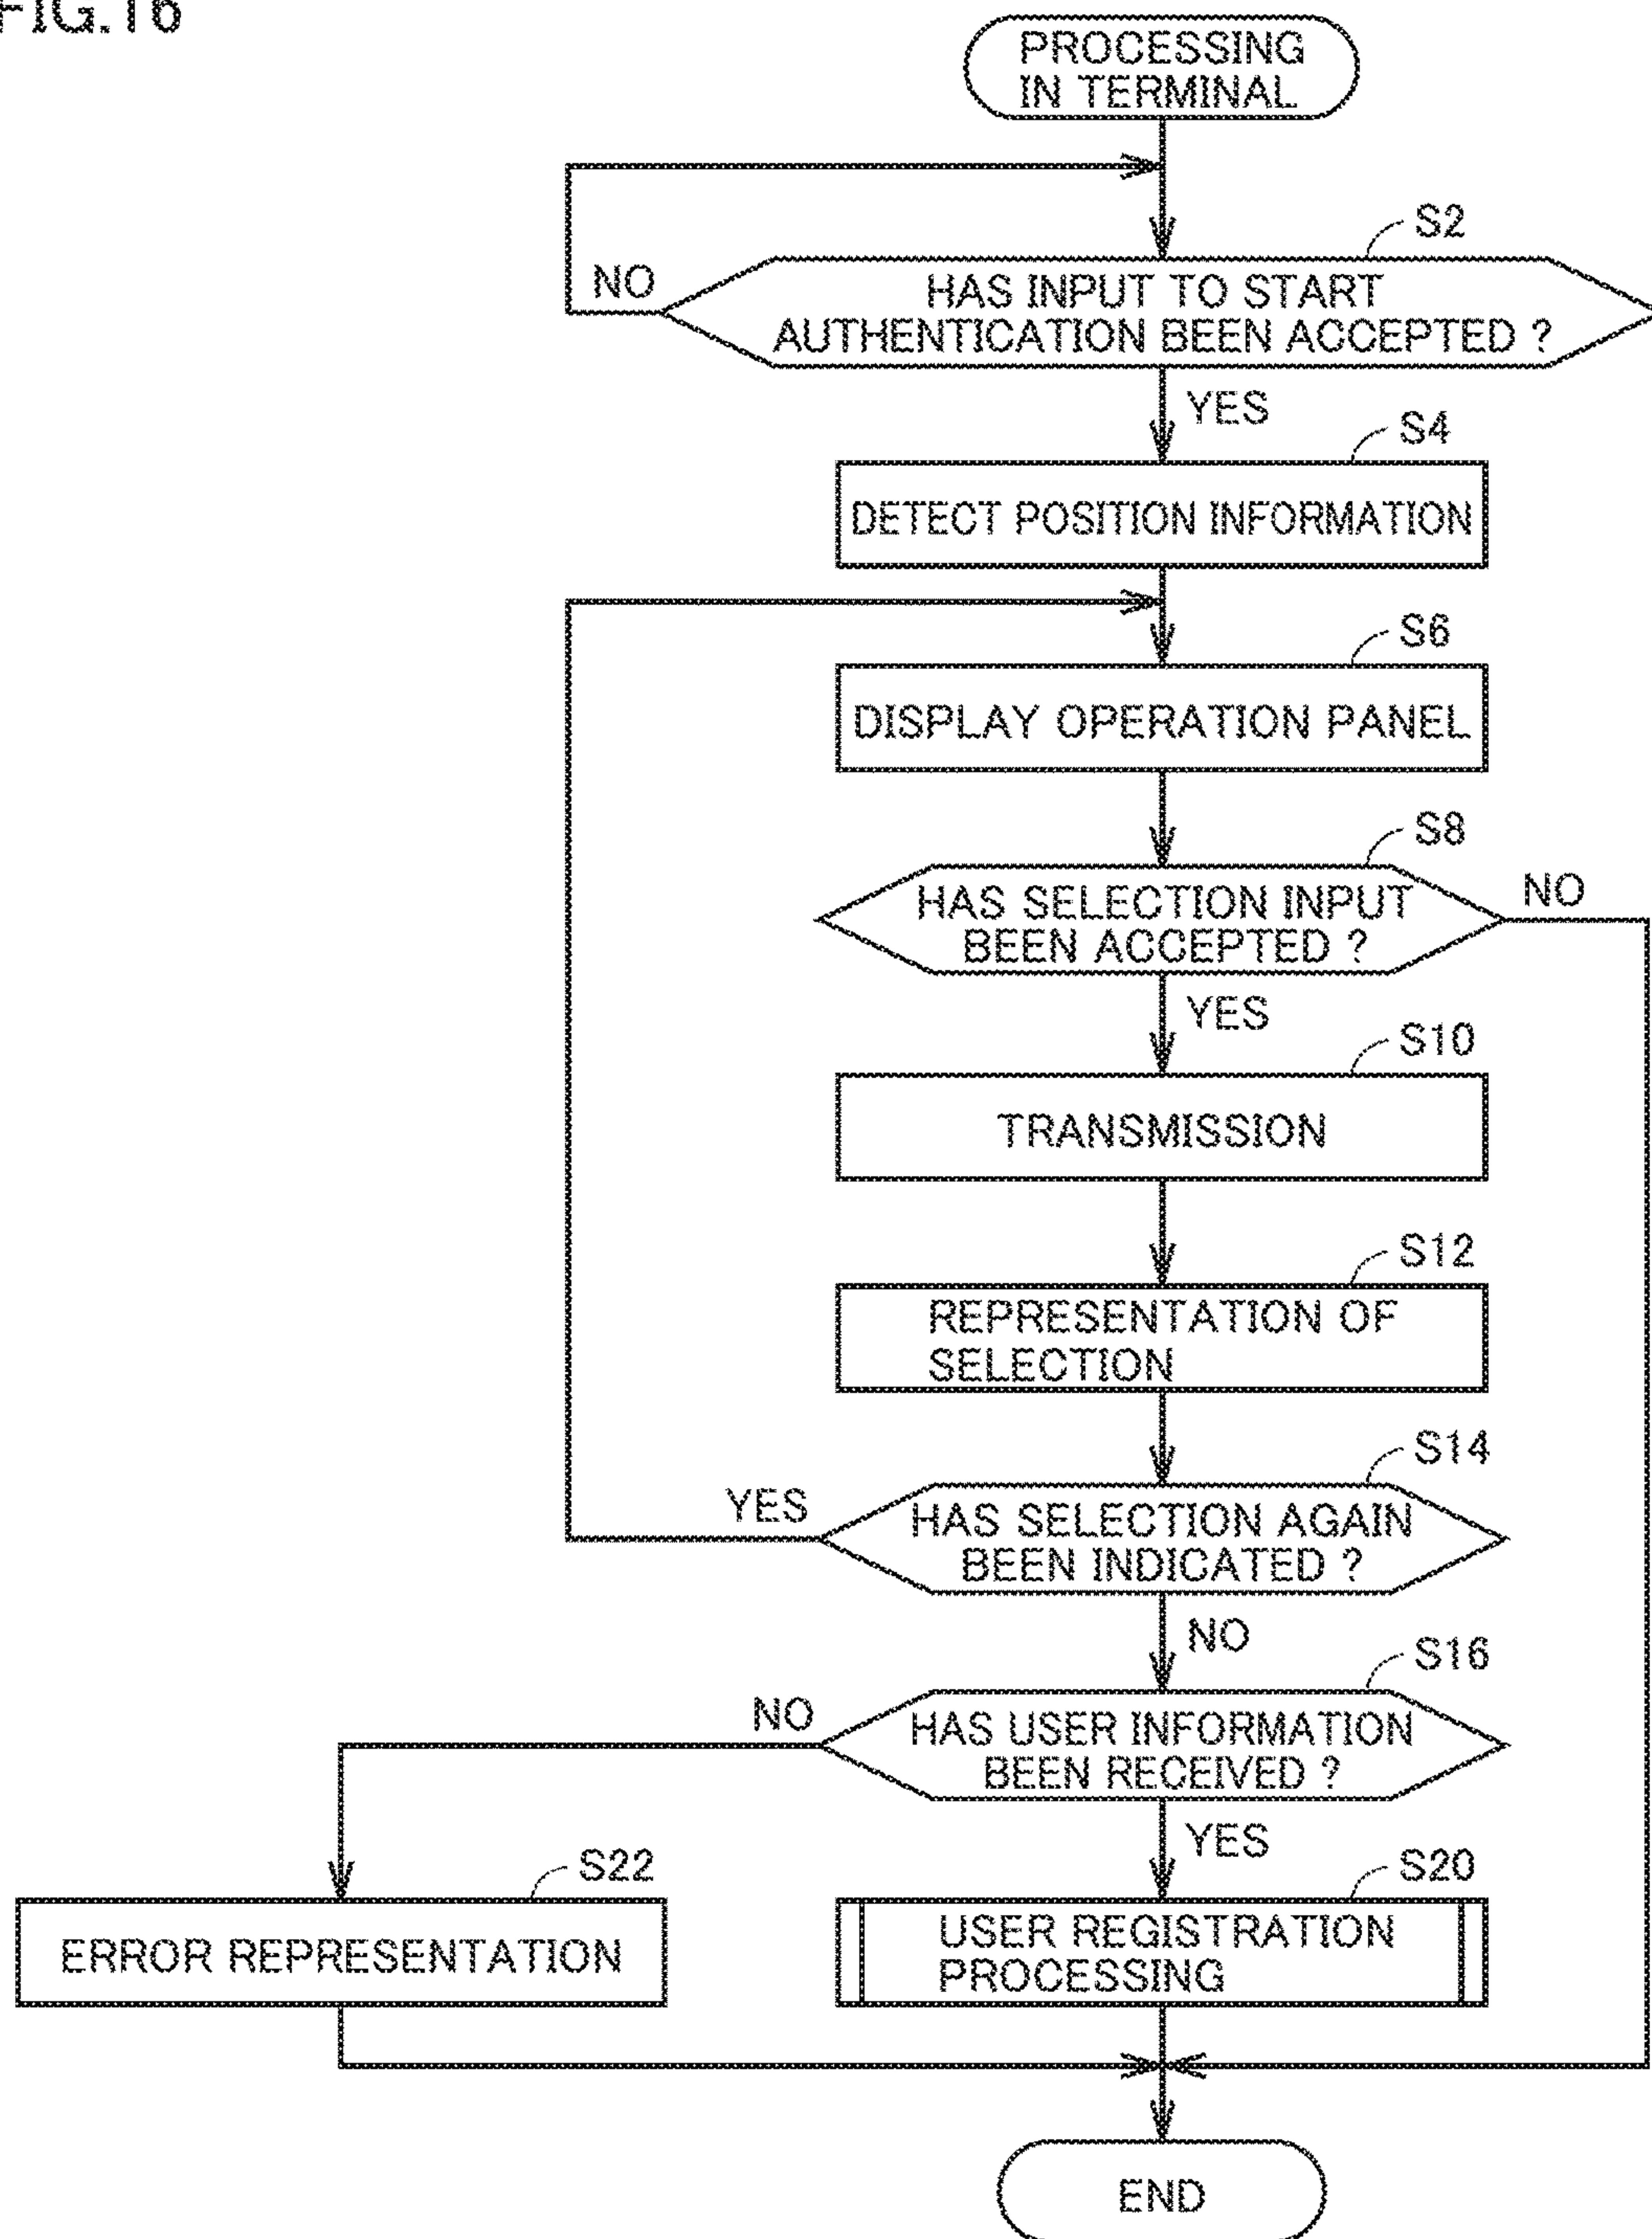 FIG.16
PROCESSING
IN TERMINAL
S2
NO
HAS INPUT TO START
AUTHENTICATION BEEN ACCEPTED ?
YES
S4
DETECT POSITION INFORMATION
S6
DISPLAY OPERATION PANEL
S8
HAS SELECTION INPUT
BEEN ACCEPTED ?
NO
YES
S10
TRANSMISSION
S12
REPRESENTATION OF
SELECTION
S14
YES
HAS SELECTION AGAIN
BEEN INDICATED ?
NO
S16
NO
HAS USER INFORMATION
BEEN RECEIVED ?
YES
S22
S20
ERROR REPRESENTATION
USER REGISTRATION
PROCESSING
END